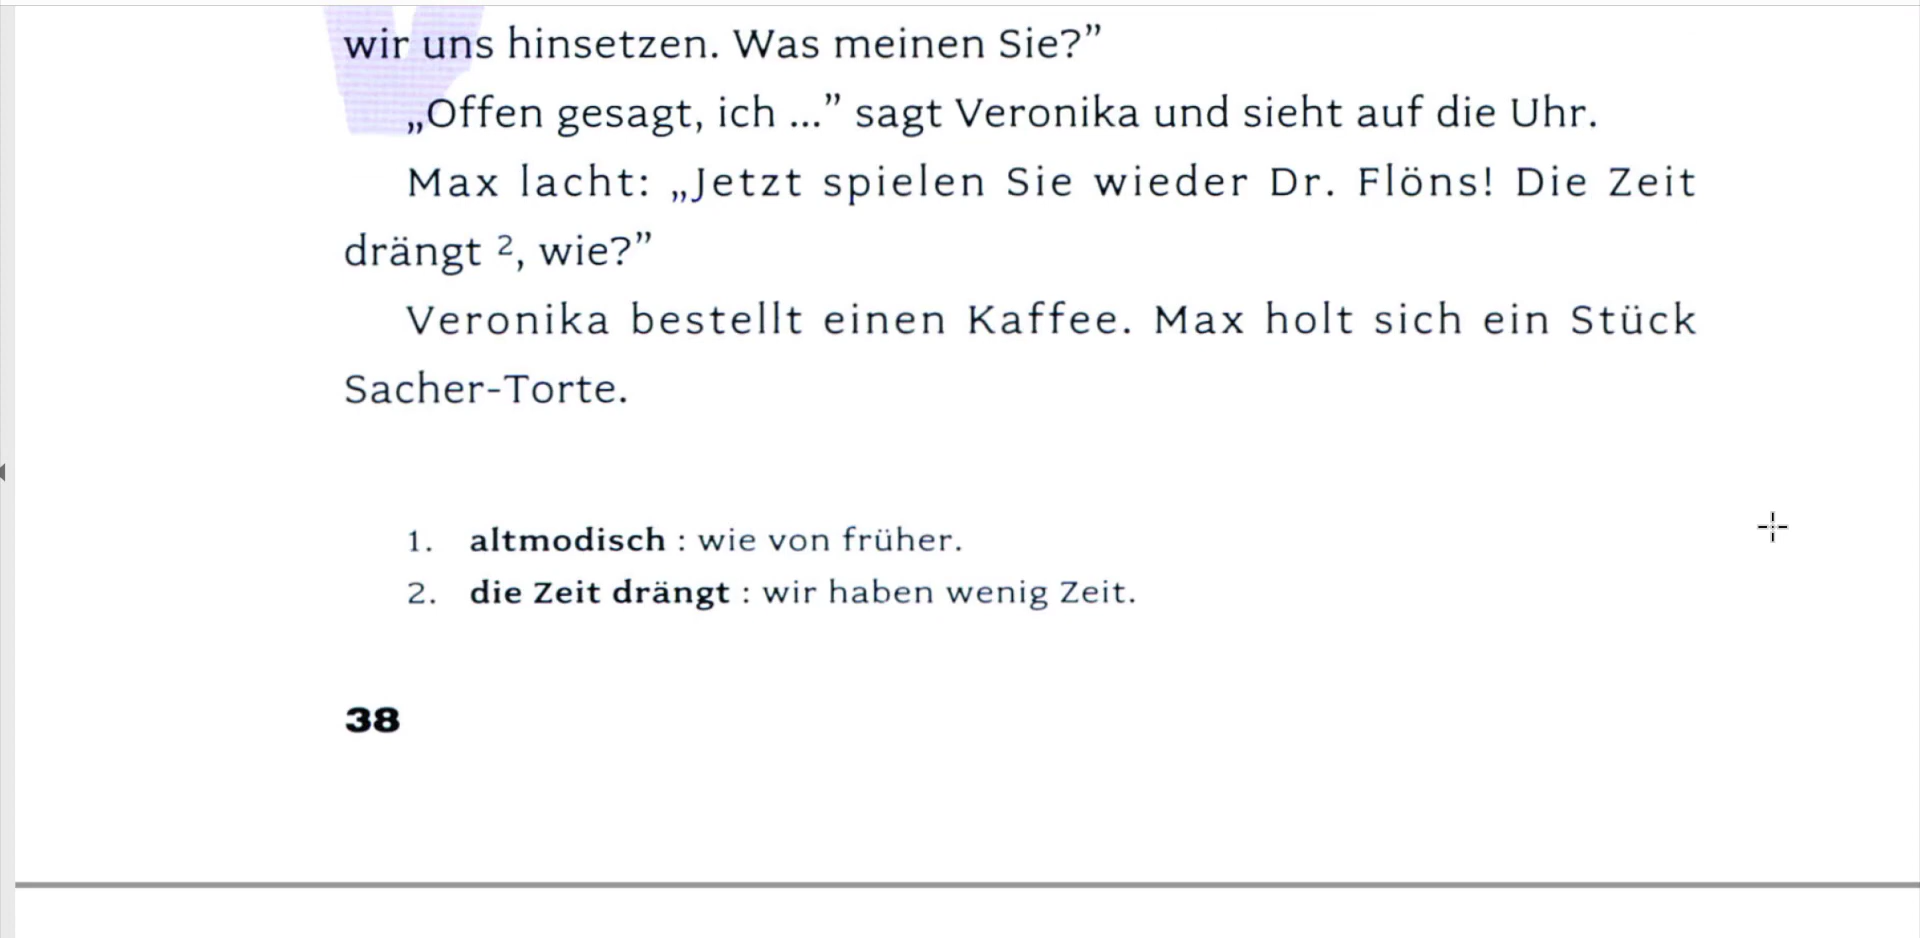 wir uns hinsetzen. Was meinen Sie?”
„Offen gesagt, ich ...” sagt Veronika und sieht auf die Uhr.
Max lacht: „Jetzt spielen Sie wieder Dr. Flöns! Die Zeit
drängt ², wie?”
Veronika bestellt einen Kaffee. Max holt sich ein Stück
Sacher-Torte.
1. altmodisch : wie von früher.
2. die Zeit drängt : wir haben wenig Zeit.
38